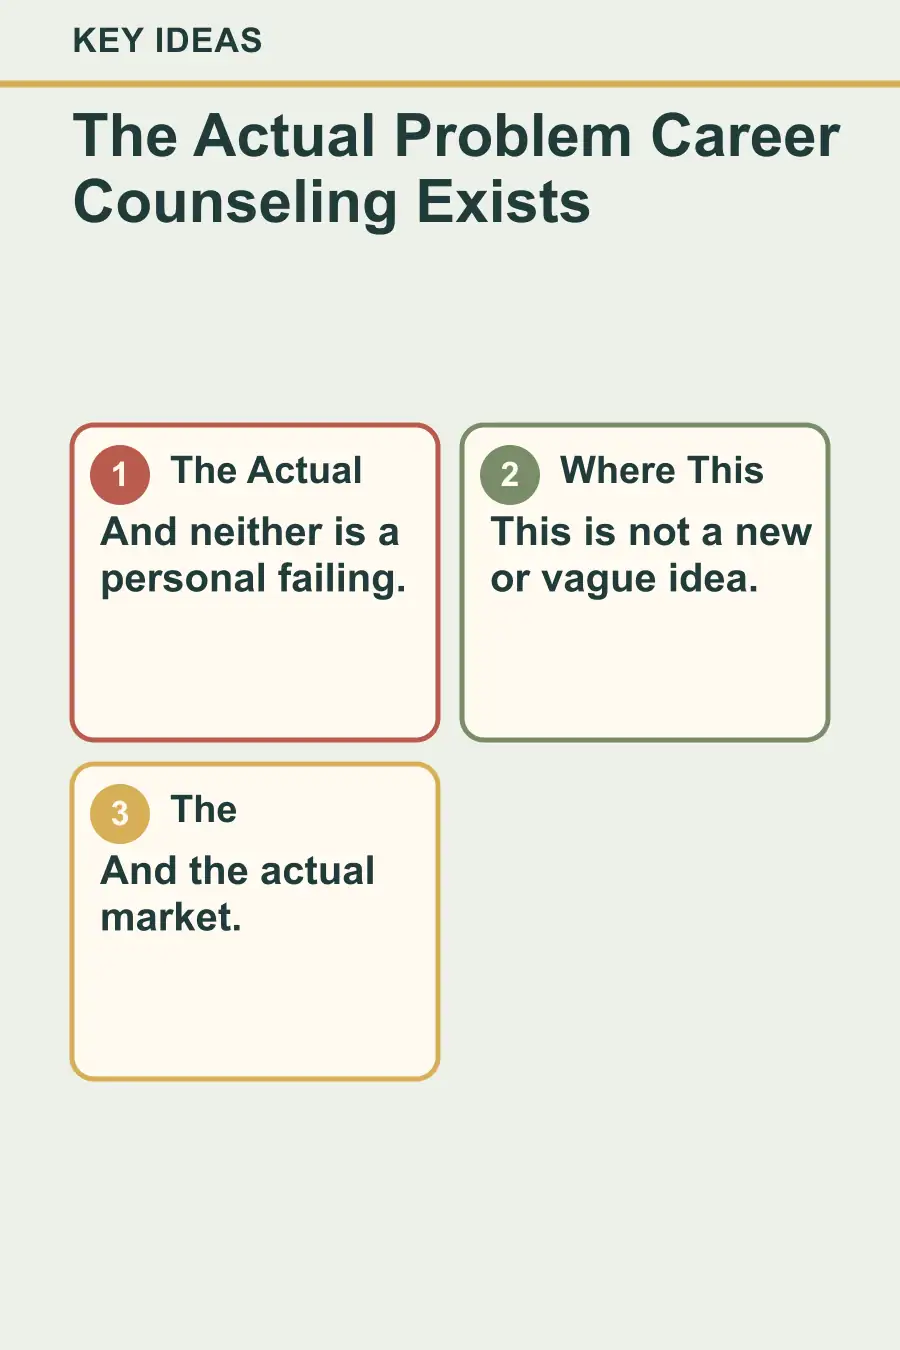 KEY IDEAS
The Actual Problem Career
Counseling Exists
1 The Actual
And neither is a
personal failing.
2 Where This
This is not a new
or vague idea.
3 The
And the actual
market.